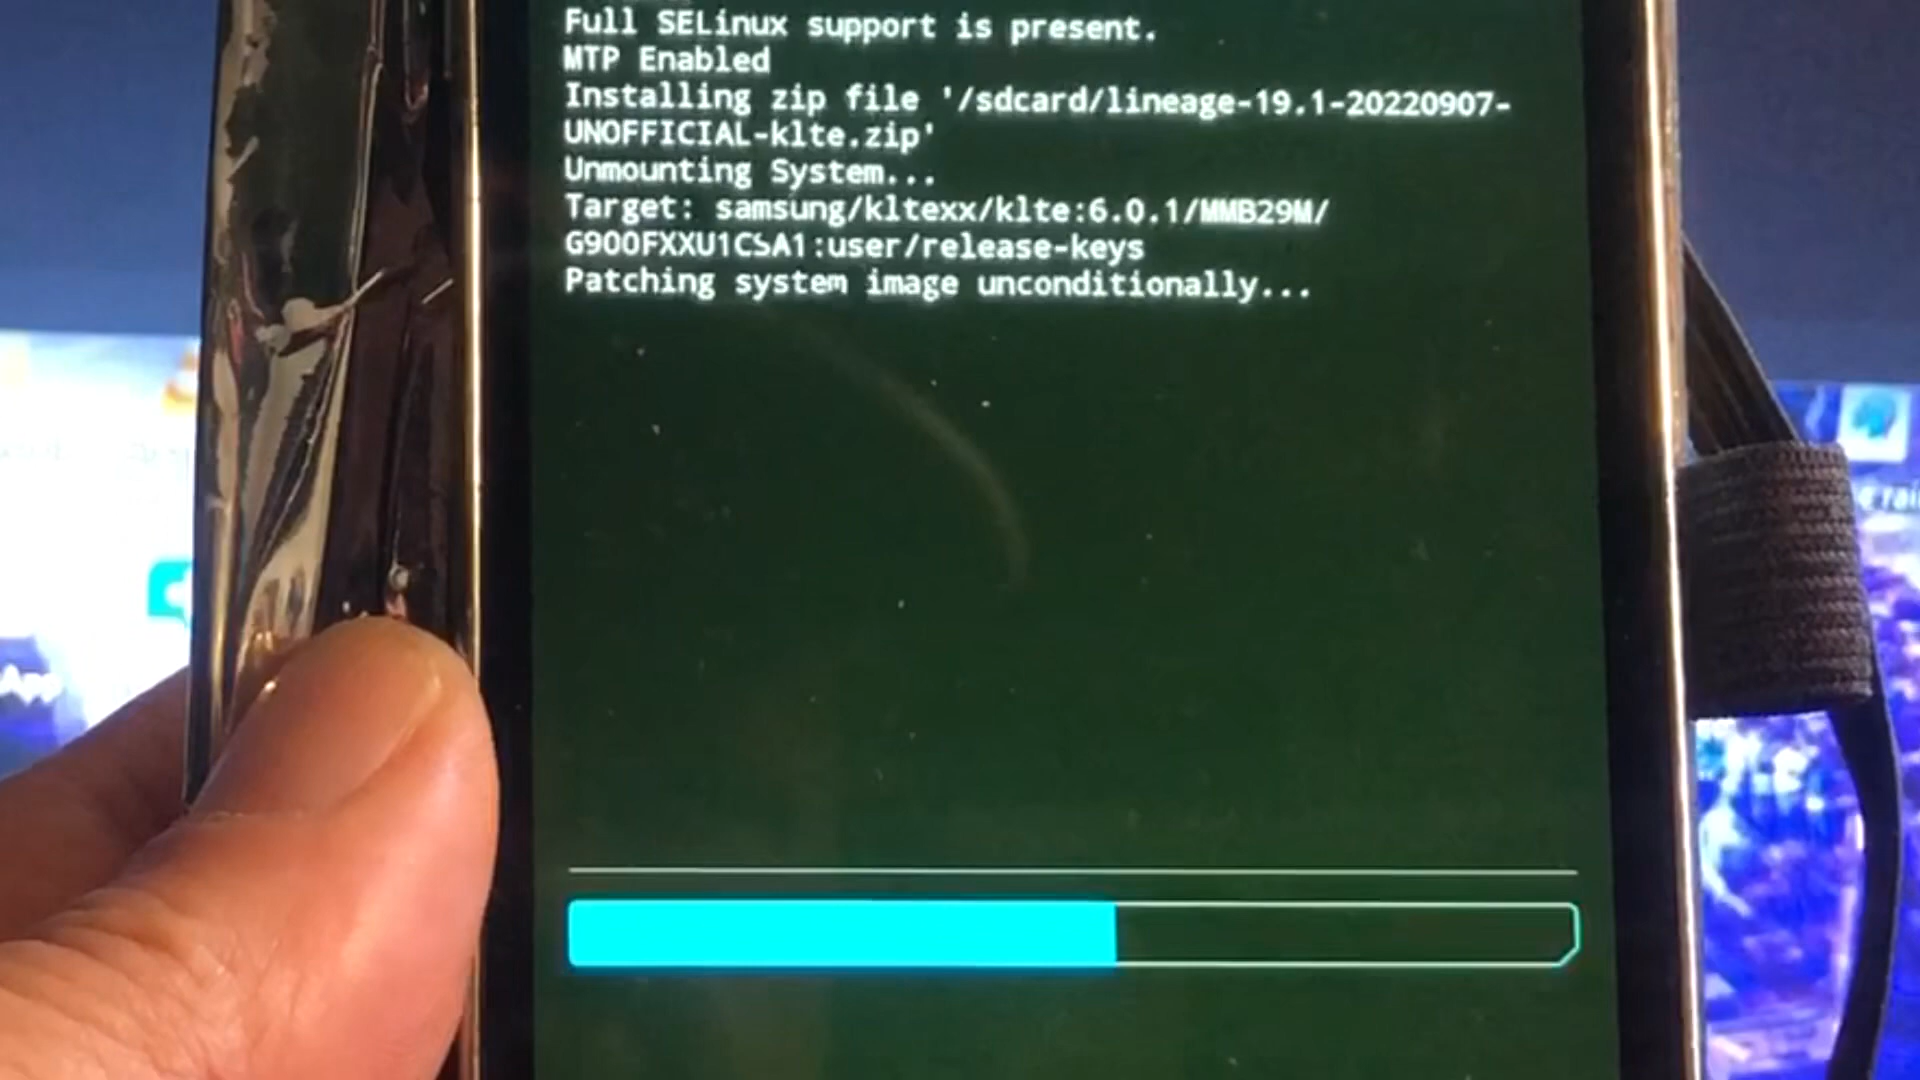 Full SELinux support is present.
MTP Enabled
Installing zip file '/sdcard/lineage-19.1-20220907-
UNOFFICIAL-klte.zip'
Unmounting System...
Target: samsung/kltexx/klte:6.0.1/MMB29M/
G900FXXU1CSA1:user/release-keys
Patching system image unconditionally...